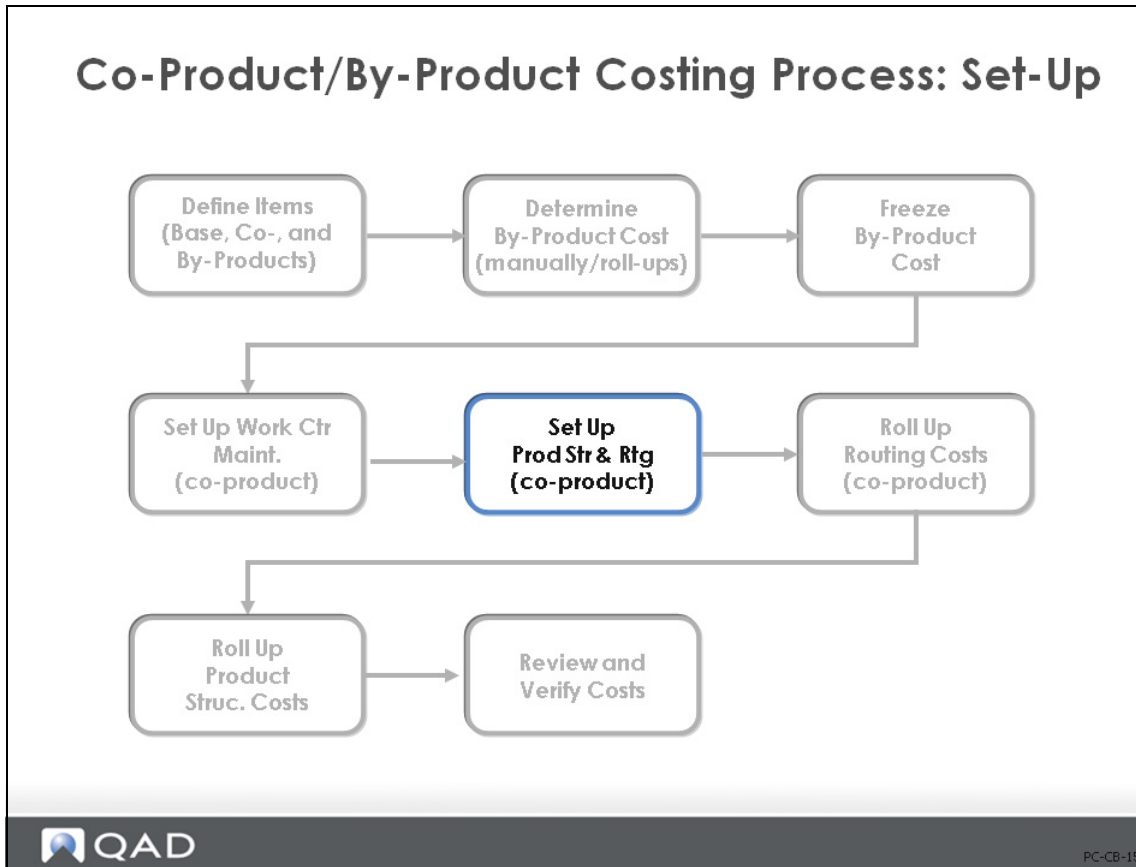 Co-Product/By-Product Costing Process: Set-Up
Define Items
(Base, Co-, and
By-Products)
Determine
By-Product Cost
(manually/roll-ups)
Freeze
By-Product
Cost
Set Up Work Ctr
Maint.
(co-product)
Set Up
Prod Str & Rtg
(co-product)
Roll Up
Routing Costs
(co-product)
Roll Up
Product
Struc. Costs
Review and
Verify Costs
QAD